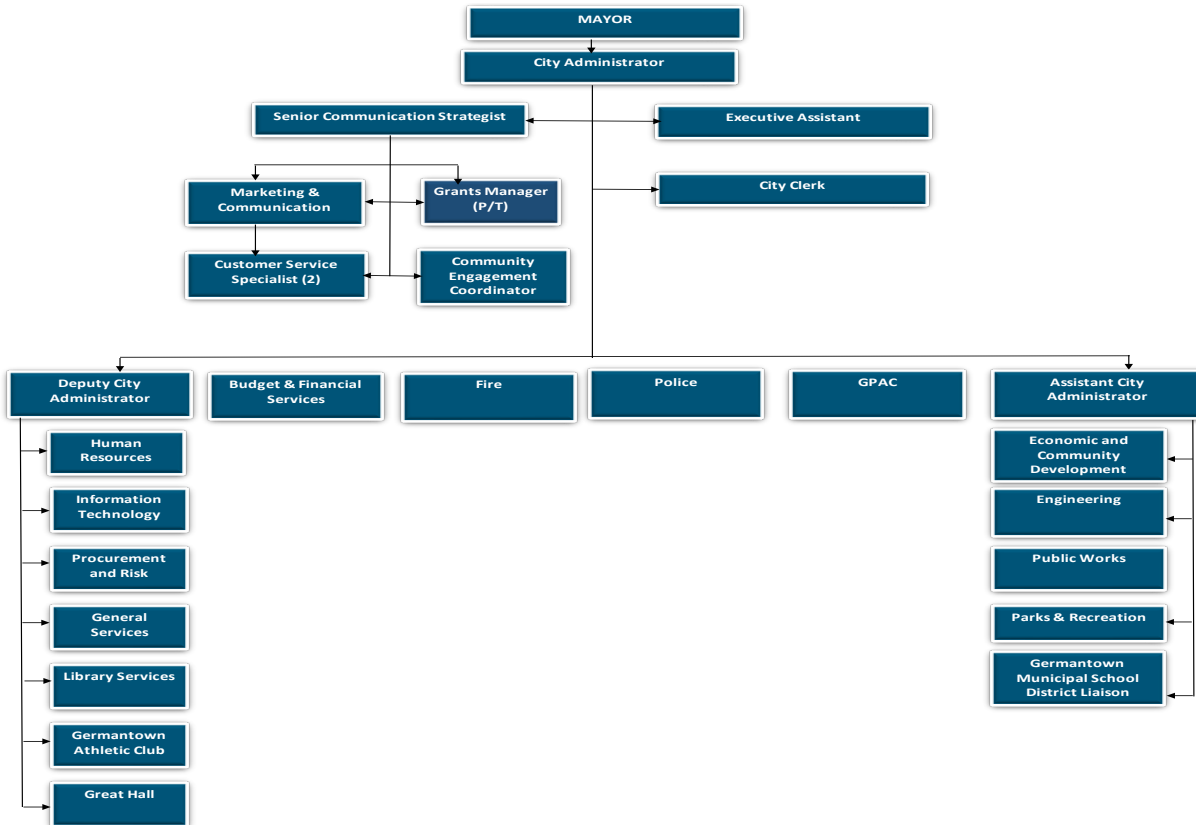 MAYOR
City Administrator
Senior Communication Strategist
Executive Assistant
Marketing &
Communication
Grants Manager
(P/T)
City Clerk
Customer Service
Specialist (2)
Community
Engagement
Coordinator
Deputy City
Administrator
Budget & Financial
Services
Fire
Police
GPAC
Assistant City
Administrator
Human
Resources
Information
Technology
Procurement
and Risk
General
Services
Library Services
Germantown
Athletic Club
Great Hall
Economic and
Community
Development
Engineering
Public Works
Parks & Recreation
Germantown
Municipal School
District Liaison